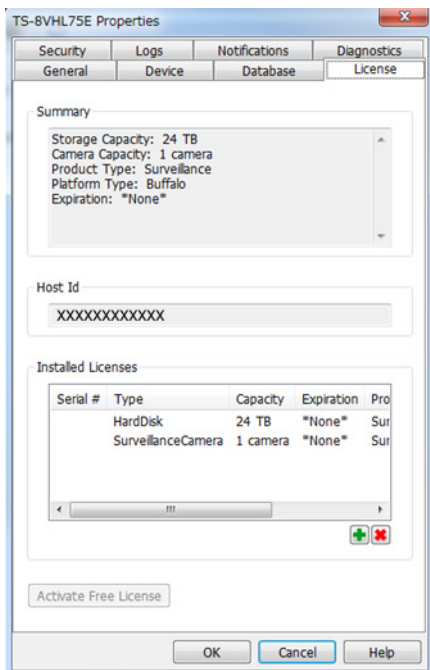 TS-8VHL75E Properties
Security Logs Notifications Diagnostics
General Device Database License
Summary
Storage Capacity: 24 TB
Camera Capacity: 1 camera
Product Type: Surveillance
Platform Type: Buffalo
Expiration: *None*
Host Id
XXXXXXXXXXXX
Installed Licenses
Serial # Type Capacity Expiration Pro
HardDisk 24 TB *None* Sur
SurveillanceCamera 1 camera *None* Sur
Activate Free License
OK Cancel Help